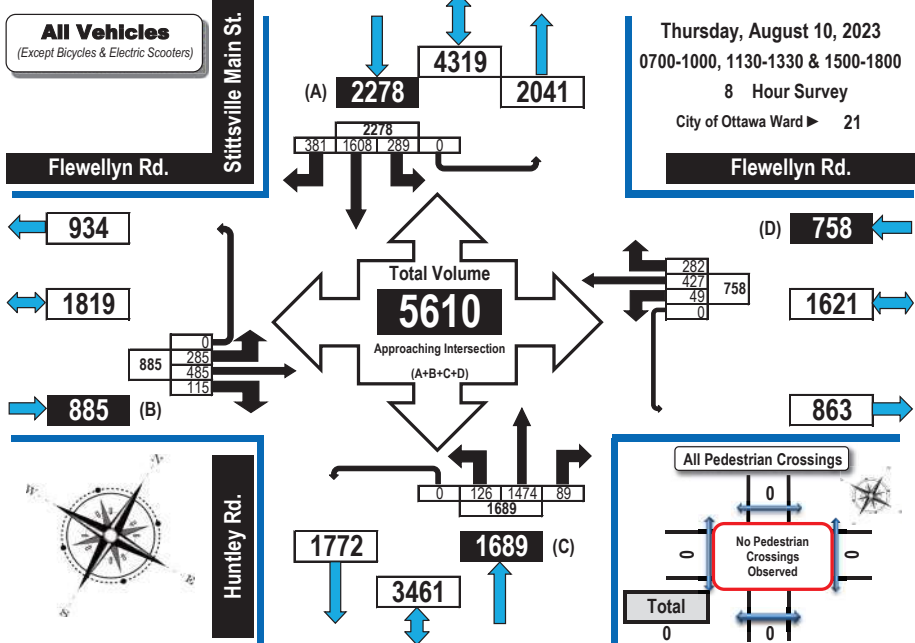 All Vehicles
(Except Bicycles & Electric Scooters)
Stittsville Main St.
Flewellyn Rd.
4319
(A) 2278
2041
2278
381 1608 289 0
Thursday, August 10, 2023
0700-1000, 1130-1330 & 1500-1800
8 Hour Survey
City of Ottawa Ward ► 21
Flewellyn Rd.
934
1819
0
885
285
485
115
885 (B)
Total Volume
5610
Approaching Intersection
(A+B+C+D)
(D) 758
282
427
49
0
758
1621
863
0 126 1474 89
1689
1772
1689 (C)
3461
Huntley Rd.
N
W
E
S
All Pedestrian Crossings
0
0
No Pedestrian
Crossings
Observed
0
Total
0
0